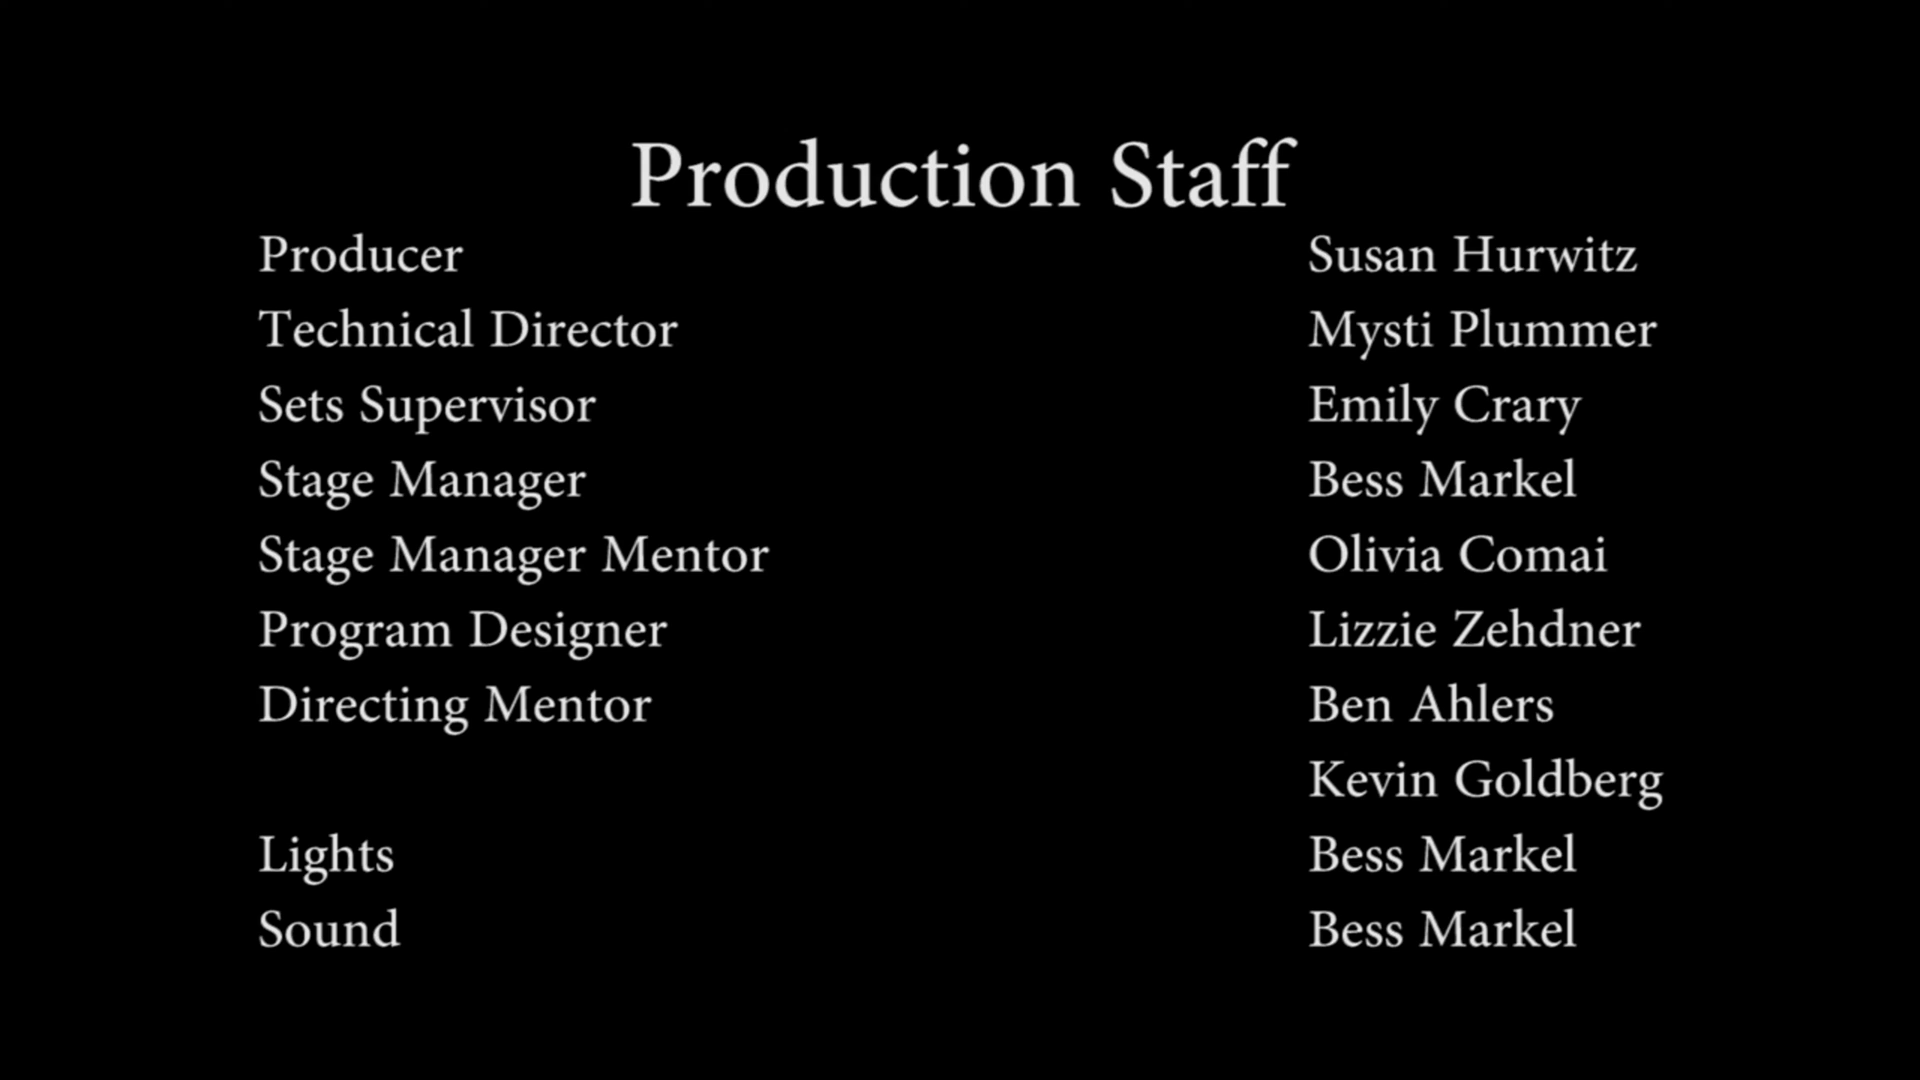 Production Staff
Producer Susan Hurwitz
Technical Director Mysti Plummer
Sets Supervisor Emily Crary
Stage Manager Bess Markel
Stage Manager Mentor Olivia Comai
Program Designer Lizzie Zehdner
Directing Mentor Ben Ahlers
Kevin Goldberg
Lights Bess Markel
Sound Bess Markel